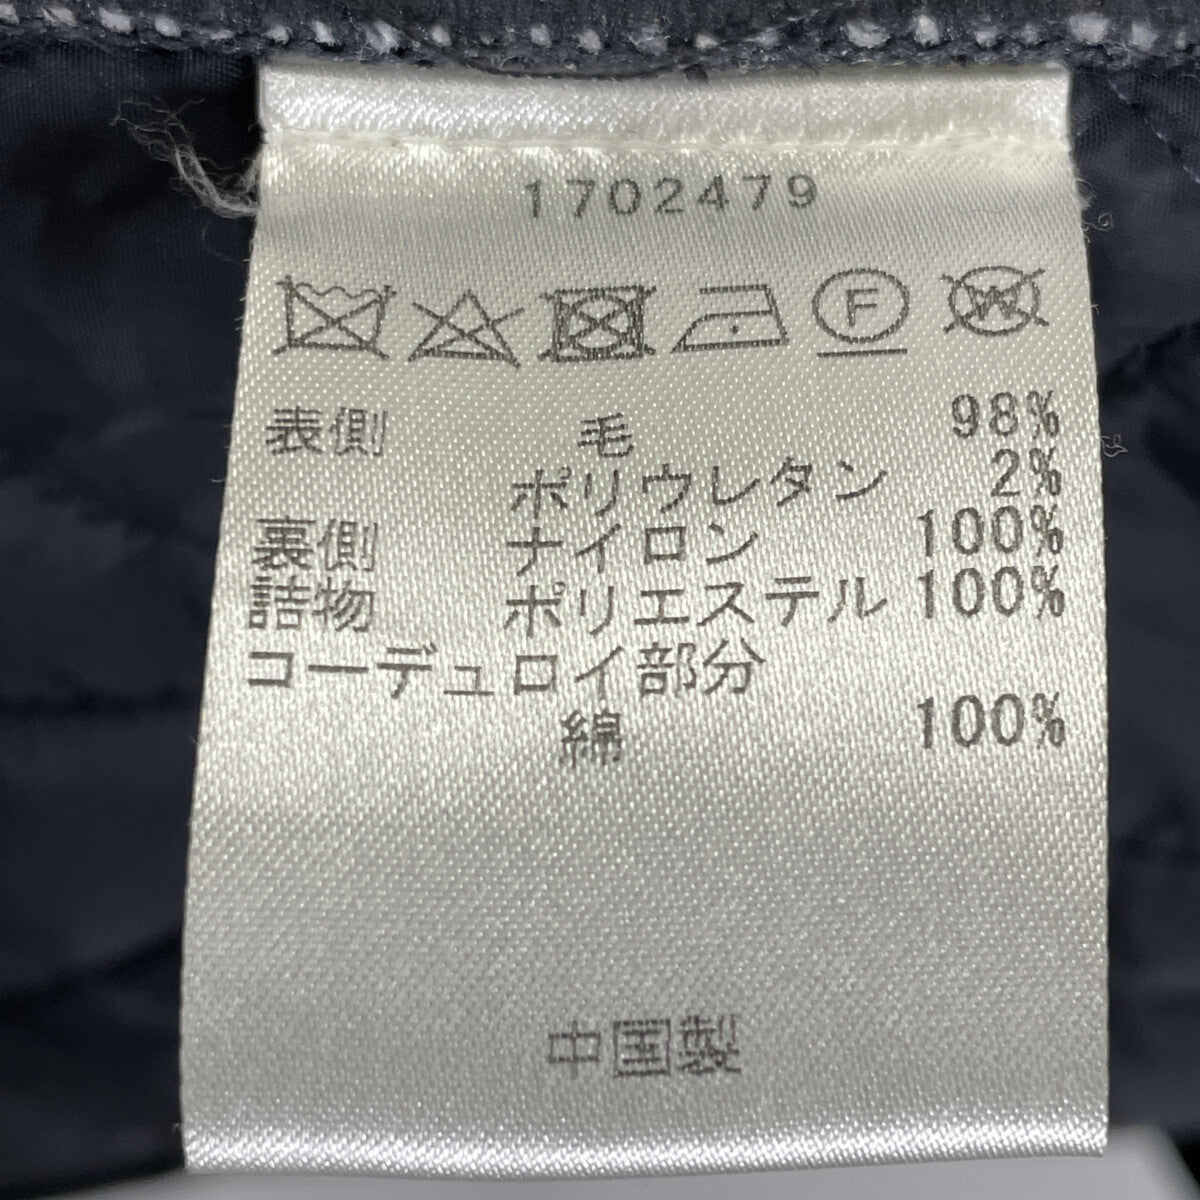 1702479
F W
表側 毛 98%
ポリウレタン 2%
裏側 ナイロン 100%
詰物 ポリエステル 100%
コーデュロイ部分
綿 100%
中国製